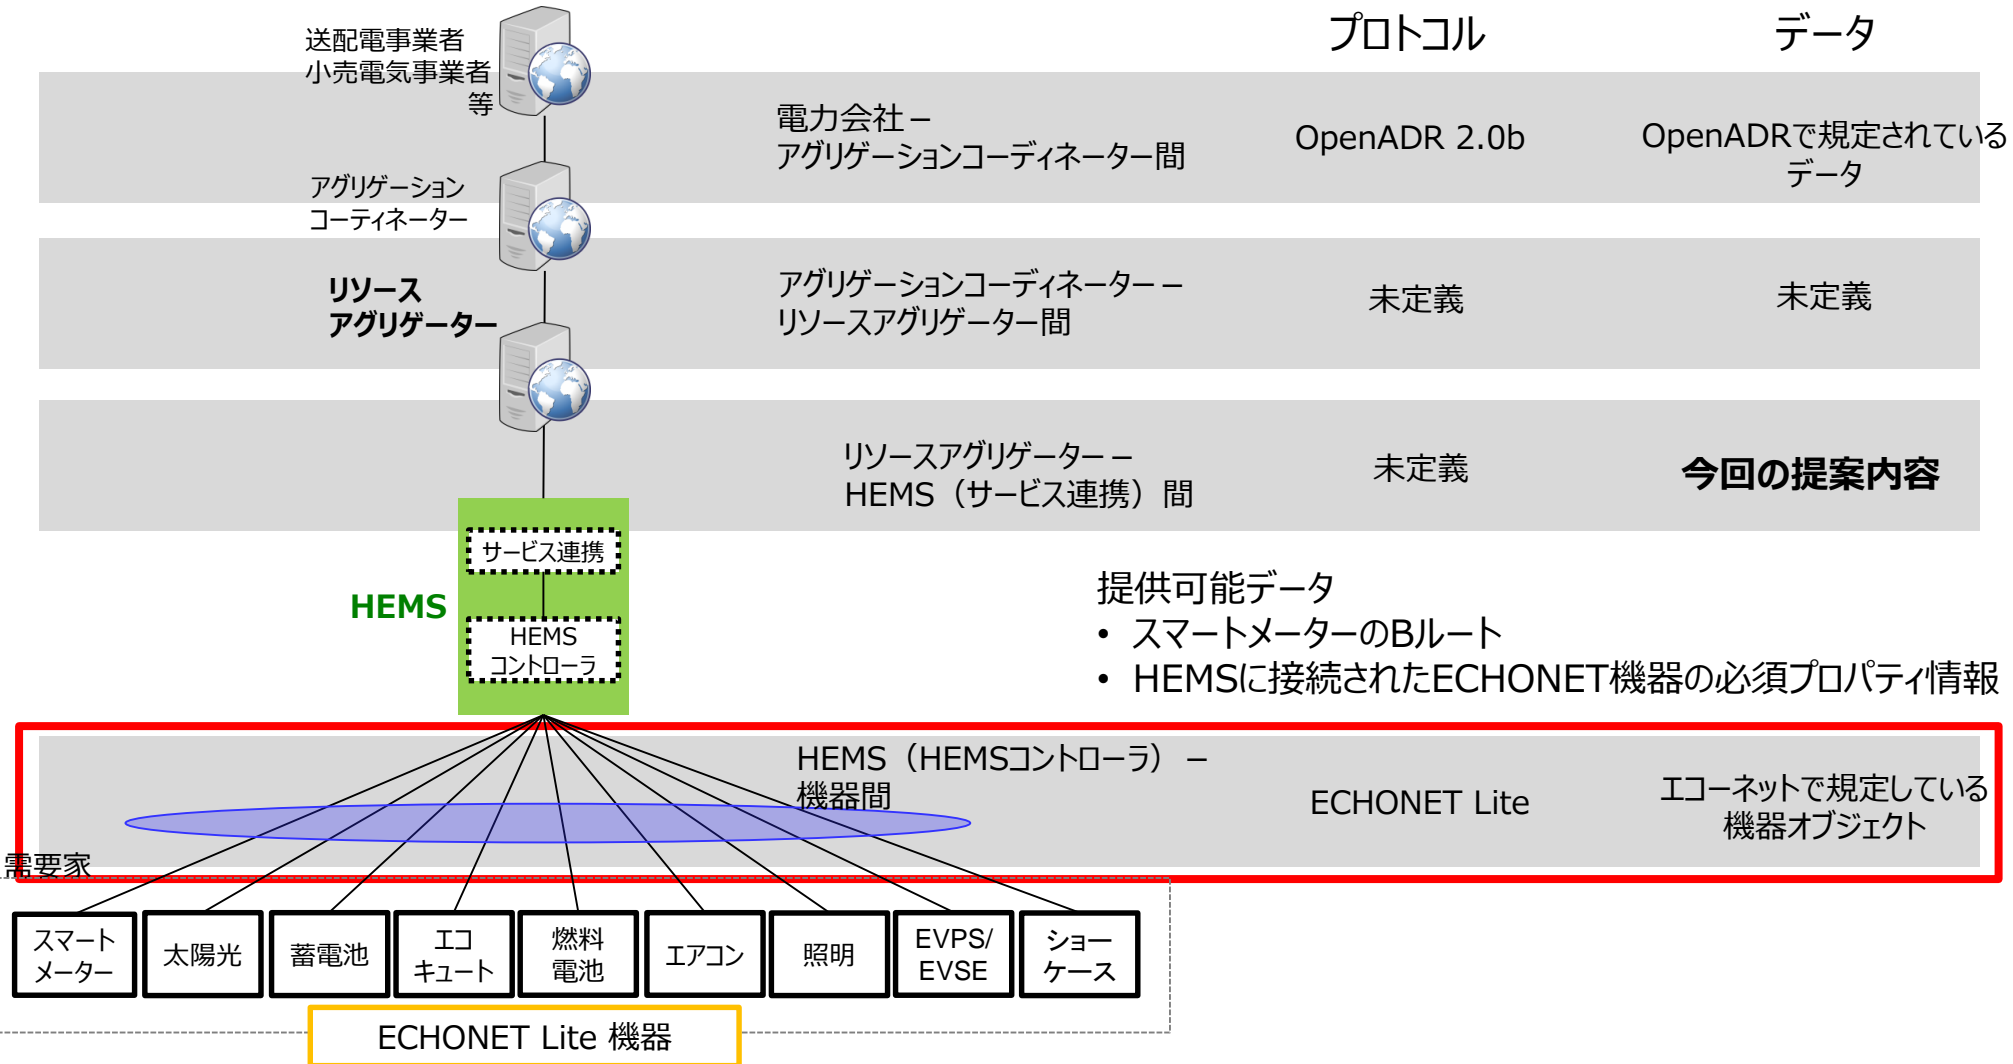 プロトコル
データ
送配電事業者
小売電気事業者
等
電力会社 –
アグリゲーションコーディネーター間
OpenADR 2.0b
OpenADRで規定されている
データ
アグリゲーション
コーティネーター
リソース
アグリゲーター
アグリゲーションコーディネーター –
リソースアグリゲーター間
未定義
未定義
リソースアグリゲーター –
HEMS（サービス連携）間
未定義
今回の提案内容
サービス連携
HEMS
HEMS
コントローラ
提供可能データ
• スマートメーターのBルート
• HEMSに接続されたECHONET機器の必須プロパティ情報
HEMS（HEMSコントローラ） –
機器間
ECHONET Lite
エコーネットで規定している
機器オブジェクト
需要家
スマート
メーター
太陽光
蓄電池
エコ
キュート
燃料
電池
エアコン
照明
EVPS/
EVSE
ショー
ケース
ECHONET Lite 機器